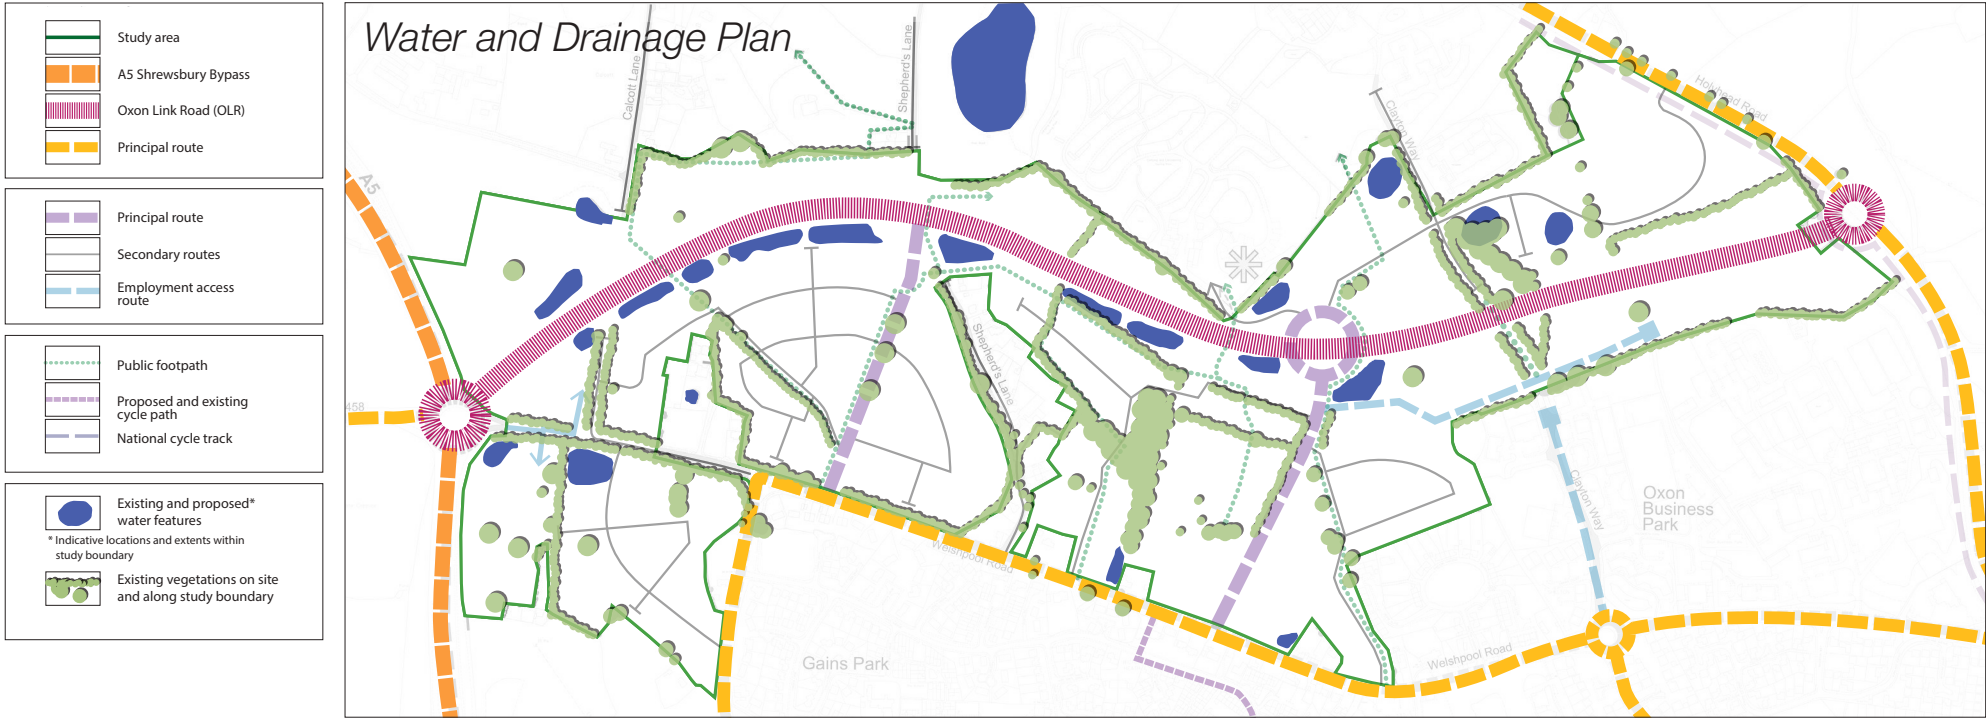 Study area
A5 Shrewsbury Bypass
Oxon Link Road (OLR)
Principal route
Principal route
Secondary routes
Employment access
route
Public footpath
Proposed and existing
cycle path
National cycle track
Existing and proposed*
water features
* Indicative locations and extents within
study boundary
Existing vegetations on site
and along study boundary
Water and Drainage Plan
Calcott Lane
Shepherd's Lane
Clayton Way
Holyhead Road
A5
Shepherd's Lane
458
Welshpool Road
Clayton Way
Oxon
Business
Park
Gains Park
Welshpool Road